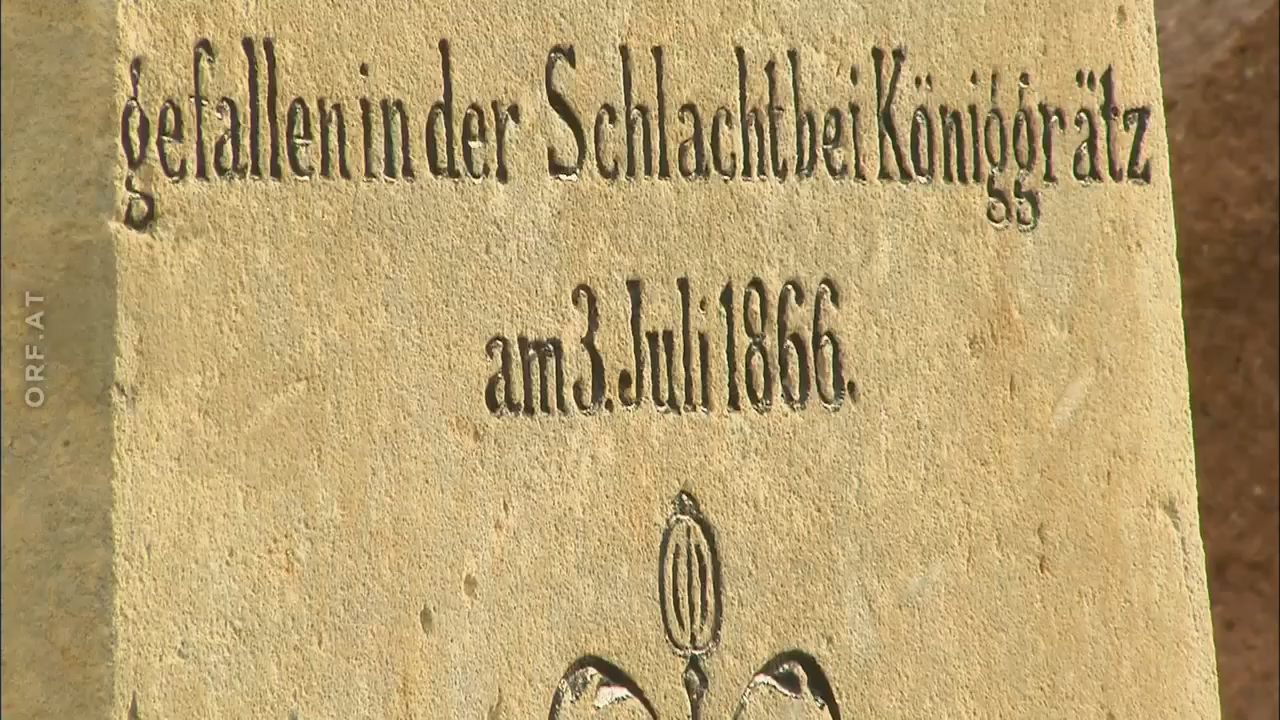 gefallen in der Schlacht bei Königgrätz
am 3. Juli 1866.
ORF.AT